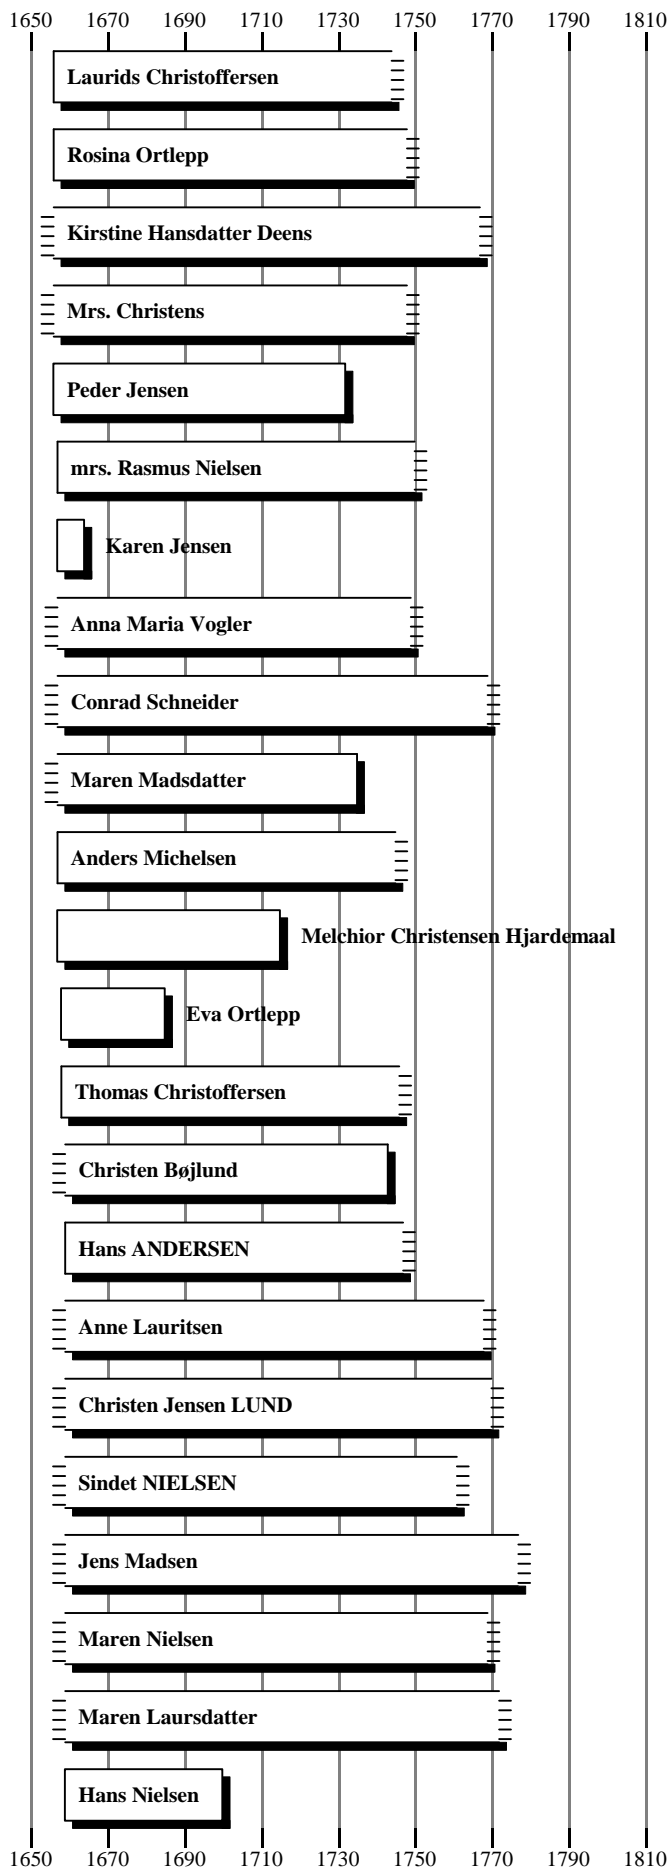 1650 1670 1690 1710 1730 1750 1770 1790 1810
Laurids Christoffersen
Rosina Ortlepp
Kirstine Hansdatter Deens
Mrs. Christens
Peder Jensen
mrs. Rasmus Nielsen
Karen Jensen
Anna Maria Vogler
Conrad Schneider
Maren Madsdatter
Anders Michelsen
Melchior Christensen Hjardemaal
Eva Ortlepp
Thomas Christoffersen
Christen Bøjlund
Hans ANDERSEN
Anne Lauritsen
Christen Jensen LUND
Sindet NIELSEN
Jens Madsen
Maren Nielsen
Maren Laursdatter
Hans Nielsen
1650 1670 1690 1710 1730 1750 1770 1790 1810